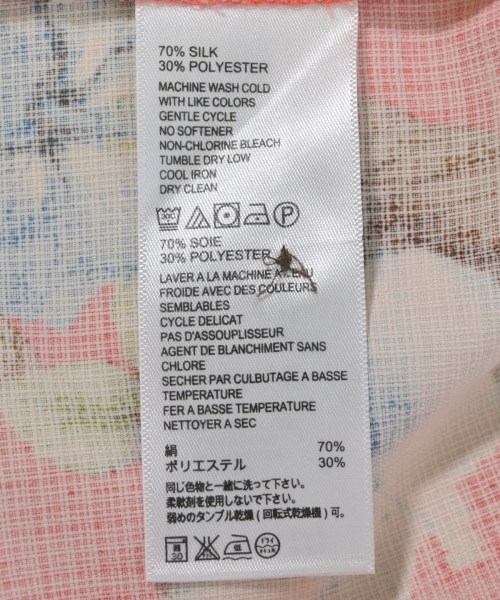 70% SILK
30% POLYESTER
MACHINE WASH COLD
WITH LIKE COLORS
GENTLE CYCLE
NO SOFTENER
NON-CHLORINE BLEACH
TUMBLE DRY LOW
COOL IRON
DRY CLEAN
70% SOIE
30% POLYESTER
LAVER A LA MACHINE A EAU
FROIDE AVEC DES COULEURS
SEMBLABLES
CYCLE DELICAT
PAS D'ASSOUPLISSEUR
AGENT DE BLANCHIMENT SANS
CHLORE
SECHER PAR CULBUTAGE A BASSE
TEMPERATURE
FER A BASSE TEMPERATURE
NETTOYER A SEC
絹 70%
ポリエステル 30%
同じ色物と一緒に洗って下さい。
柔軟剤を使用しないで下さい。
弱めのタンブル乾燥(回転式乾燥機)可。
30 低 ドライ